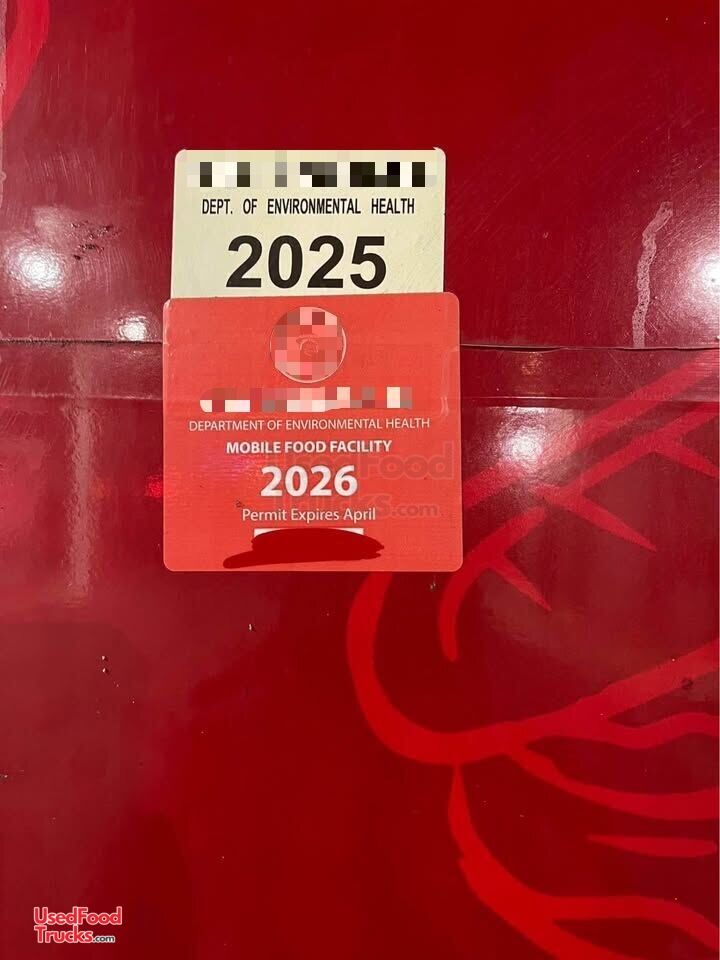 DEPT. OF ENVIRONMENTAL HEALTH
2025
DEPARTMENT OF ENVIRONMENTAL HEALTH
MOBILE FOOD FACILITY
2026
Permit Expires April
UsedFood
Trucks.com